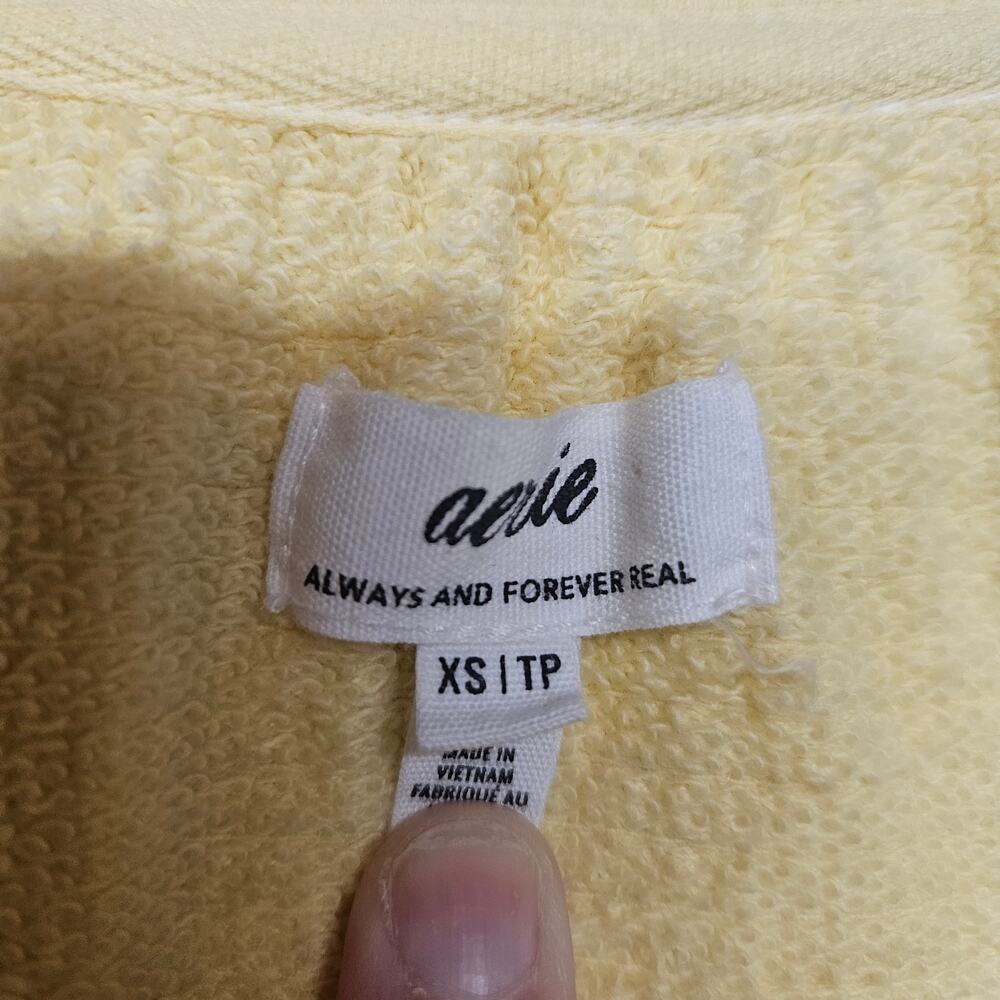 aerie
ALWAYS AND FOREVER REAL
XS | TP
MADE IN
VIETNAM
FABRIQUÉ AU